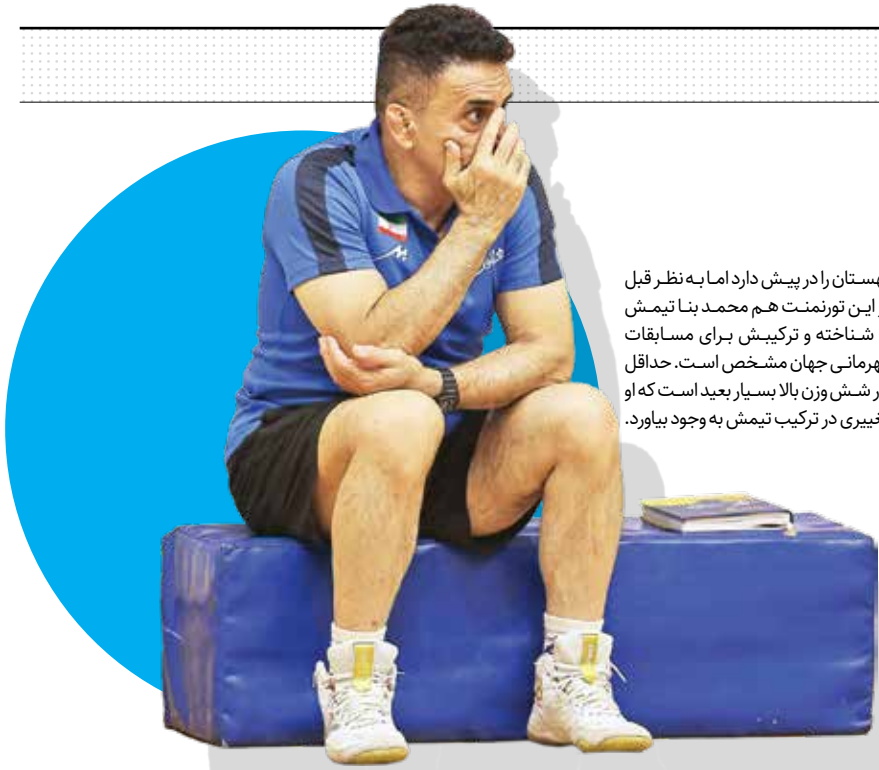 هستان را در پیش دارد اما به نظر قبل
این تورنمنت هم محمد بنا تیمش
شناخته و ترکیبش برای مسابقات
هرمانی جهان مشخص است. حداقل
ر شش وزن بالا بسیار بعید است که او
غییری در ترکیب تیمش به وجود بیاورد.